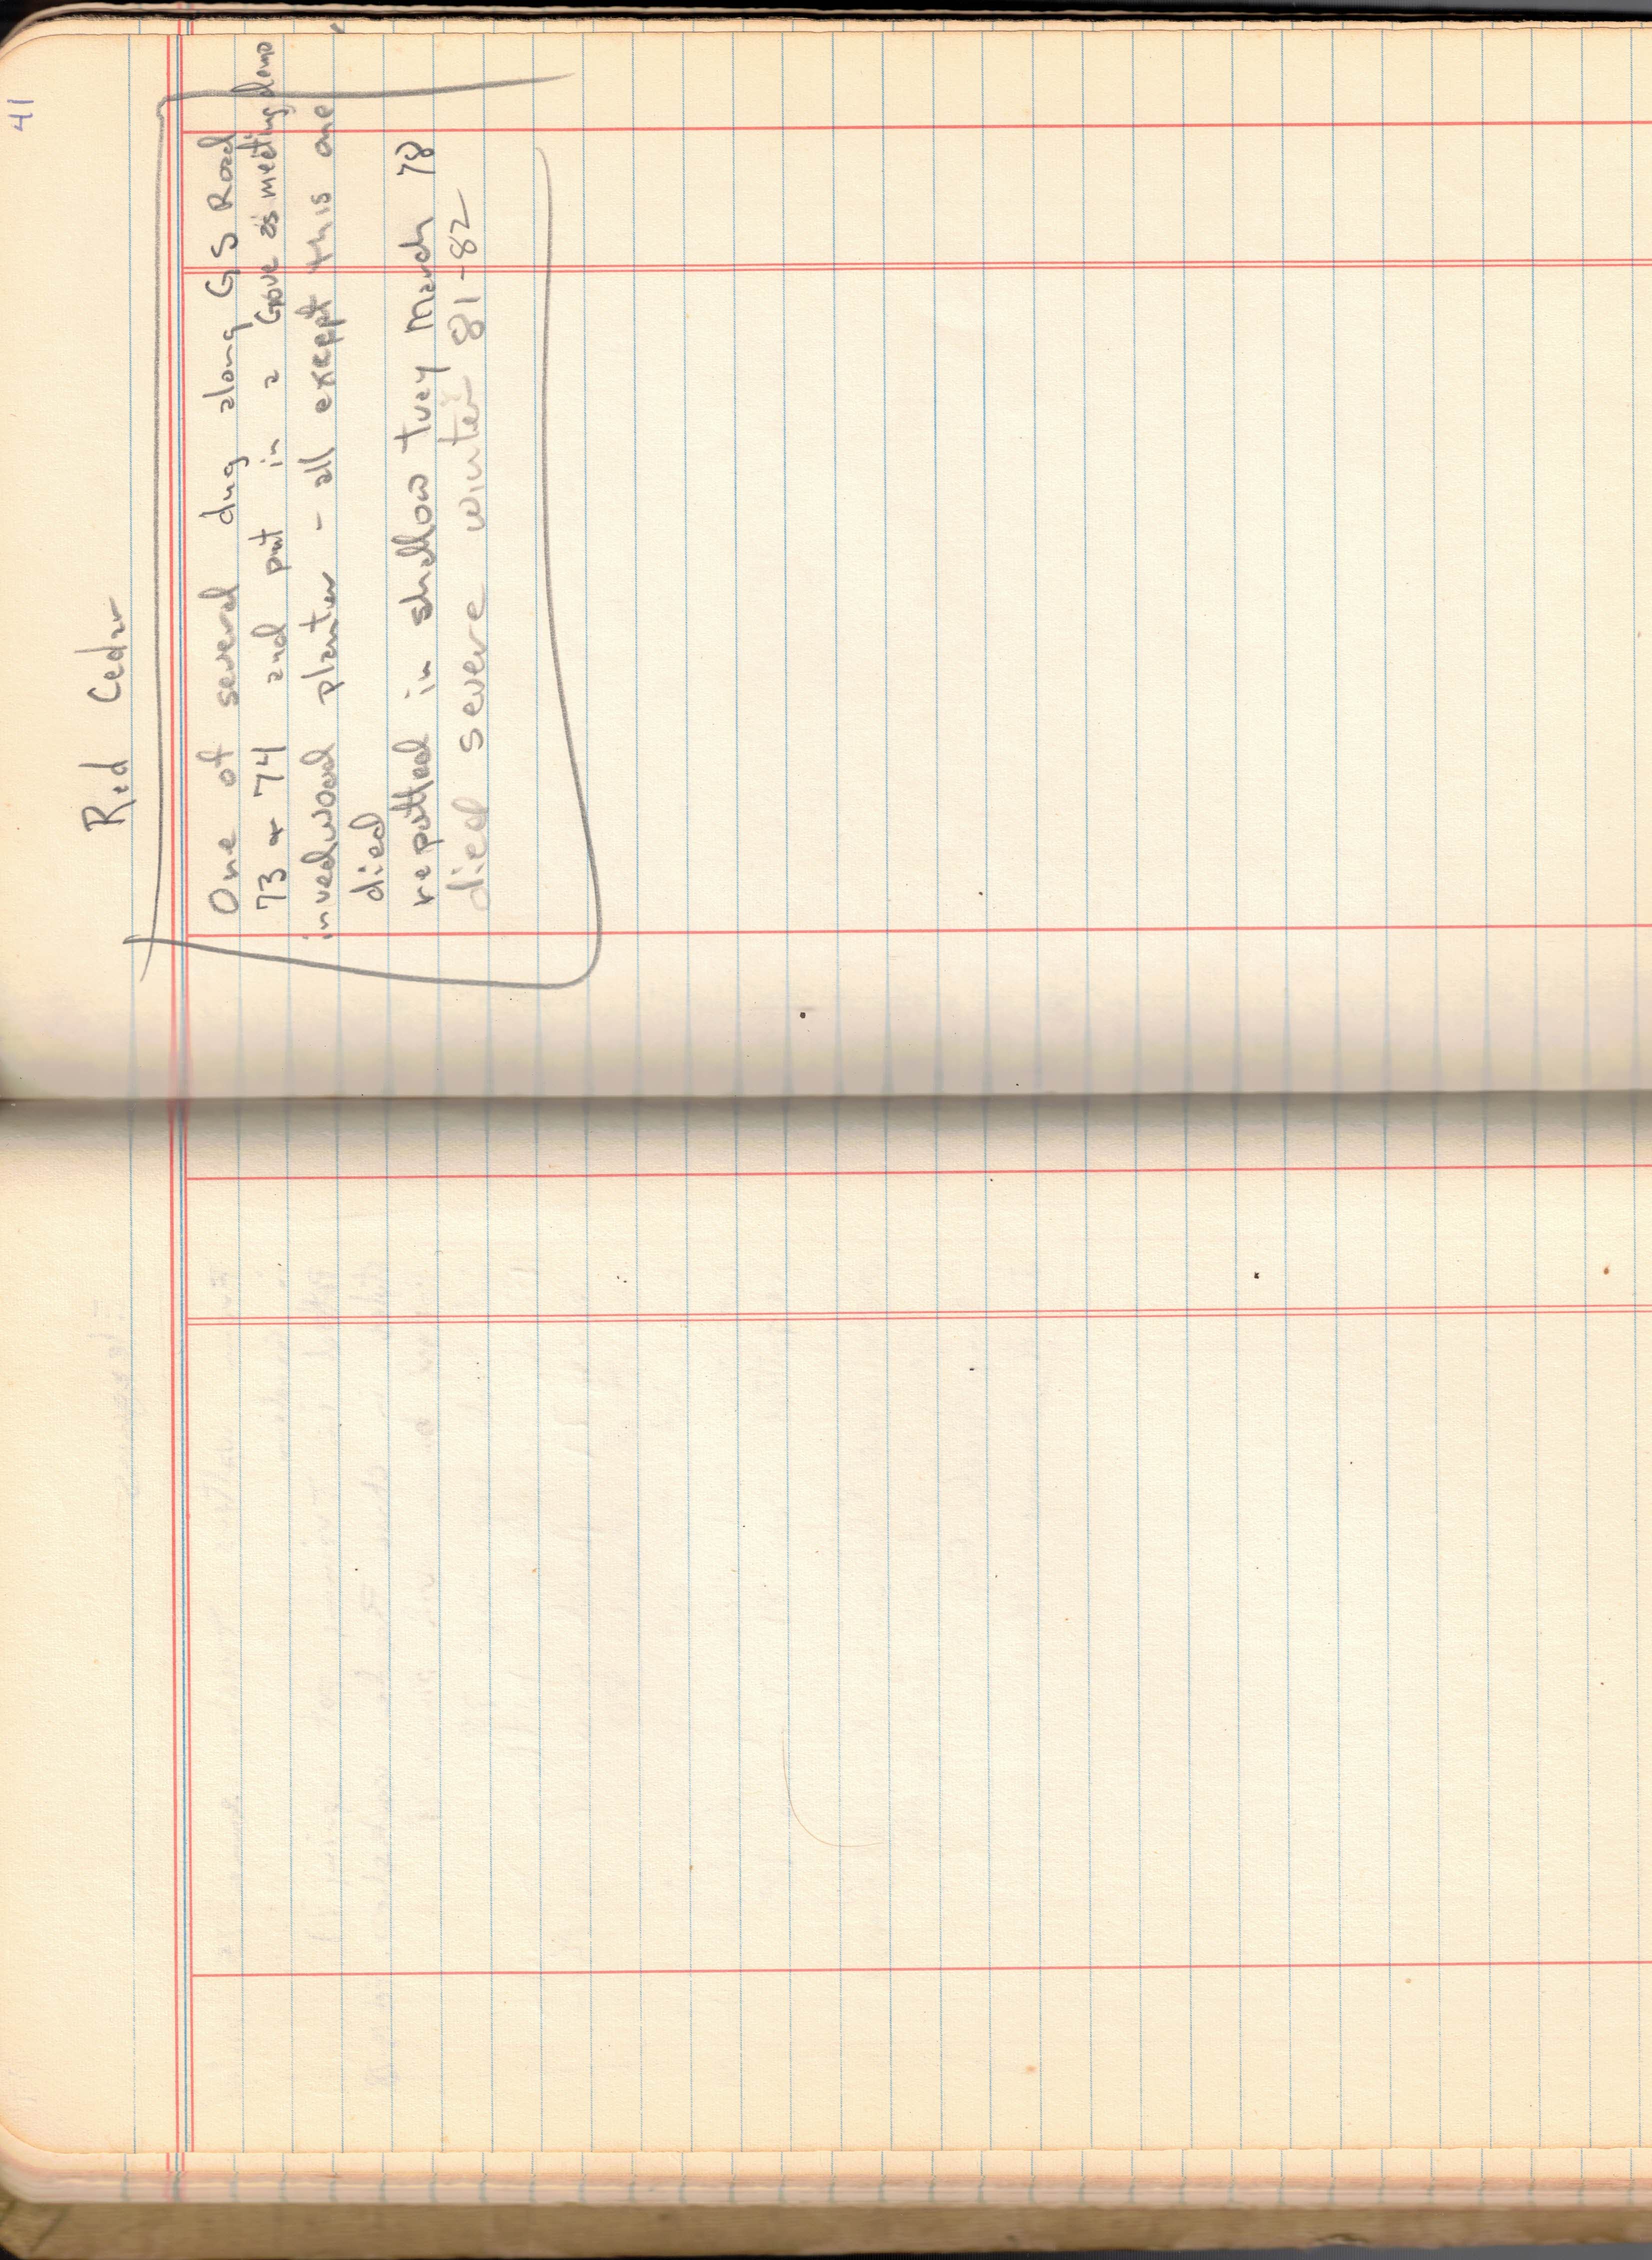 41
Red Cedar
One of several dug along G S Road
73 & 74 and put in a Grove as meeting demo
in redwood planter - all except this one
died
repotted in shallow tray March 78
died severe winter 81-82